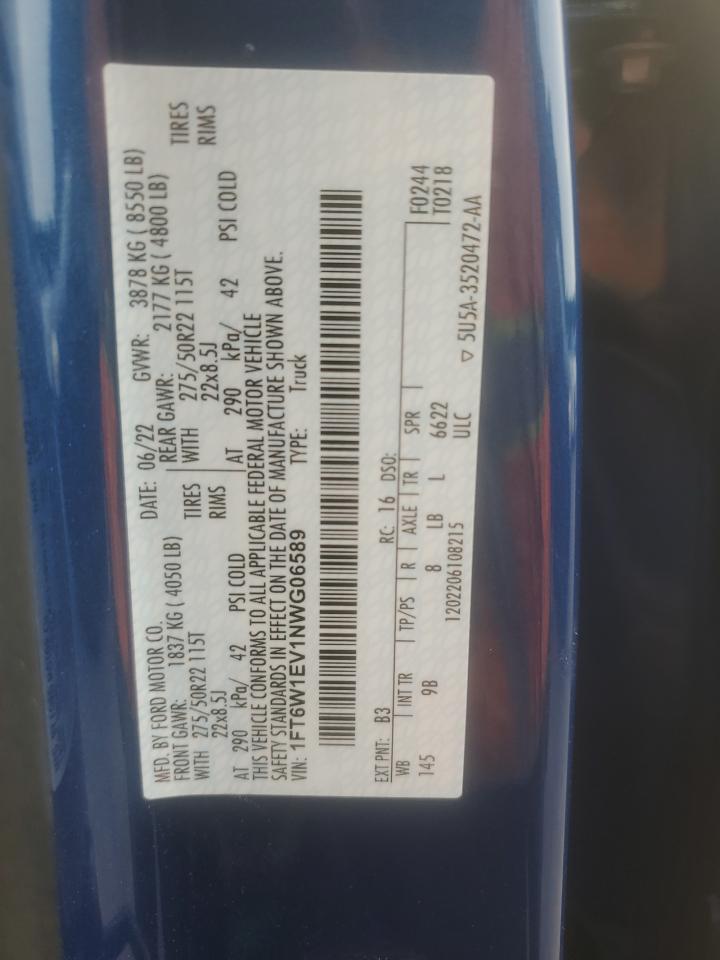 MFD. BY FORD MOTOR CO. DATE: 06/22 GVWR: 3878 KG ( 8550 LB)
FRONT GAWR: 1837 KG ( 4050 LB) REAR GAWR: 2177 KG ( 4800 LB)
WITH 275/50R22 115T TIRES WITH 275/50R22 115T TIRES
22x8.5J RIMS 22x8.5J RIMS
AT 290 kPa/ 42 PSI COLD AT 290 kPa/ 42 PSI COLD
THIS VEHICLE CONFORMS TO ALL APPLICABLE FEDERAL MOTOR VEHICLE
SAFETY STANDARDS IN EFFECT ON THE DATE OF MANUFACTURE SHOWN ABOVE.
VIN: 1FT6W1EV1NWG06589 TYPE: Truck
EXT PNT: B3 RC: 16 DSO:
WB INT TR TP/PS R AXLE TR SPR F0244
145 9B 8 LB L 6622 T0218
1202206108215 ULC
▽ 5U5A-3520472-AA